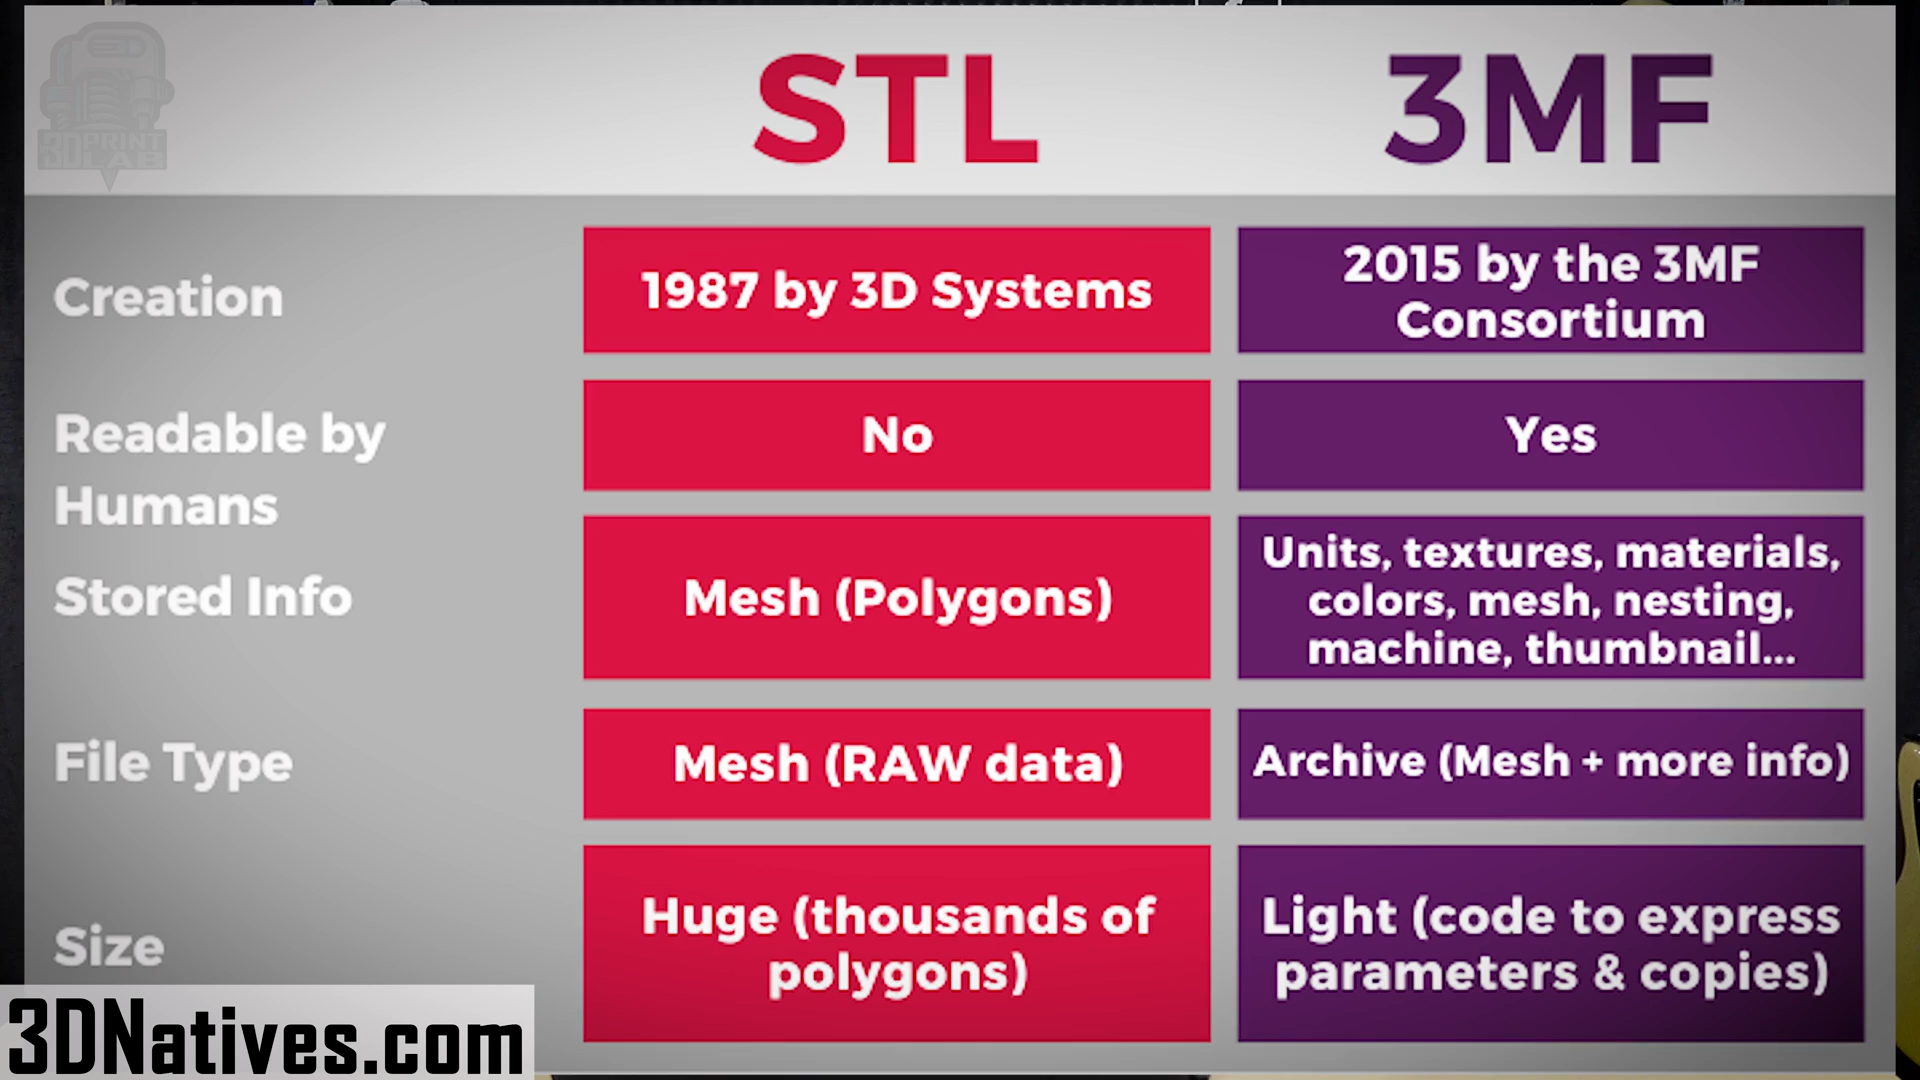 3DPRINT
LAB
STL
3MF
Creation
1987 by 3D Systems
2015 by the 3MF
Consortium
Readable by
Humans
No
Yes
Stored Info
Mesh (Polygons)
Units, textures, materials,
colors, mesh, nesting,
machine, thumbnail...
File Type
Mesh (RAW data)
Archive (Mesh + more info)
Size
Huge (thousands of
polygons)
Light (code to express
parameters & copies)
3DNatives.com